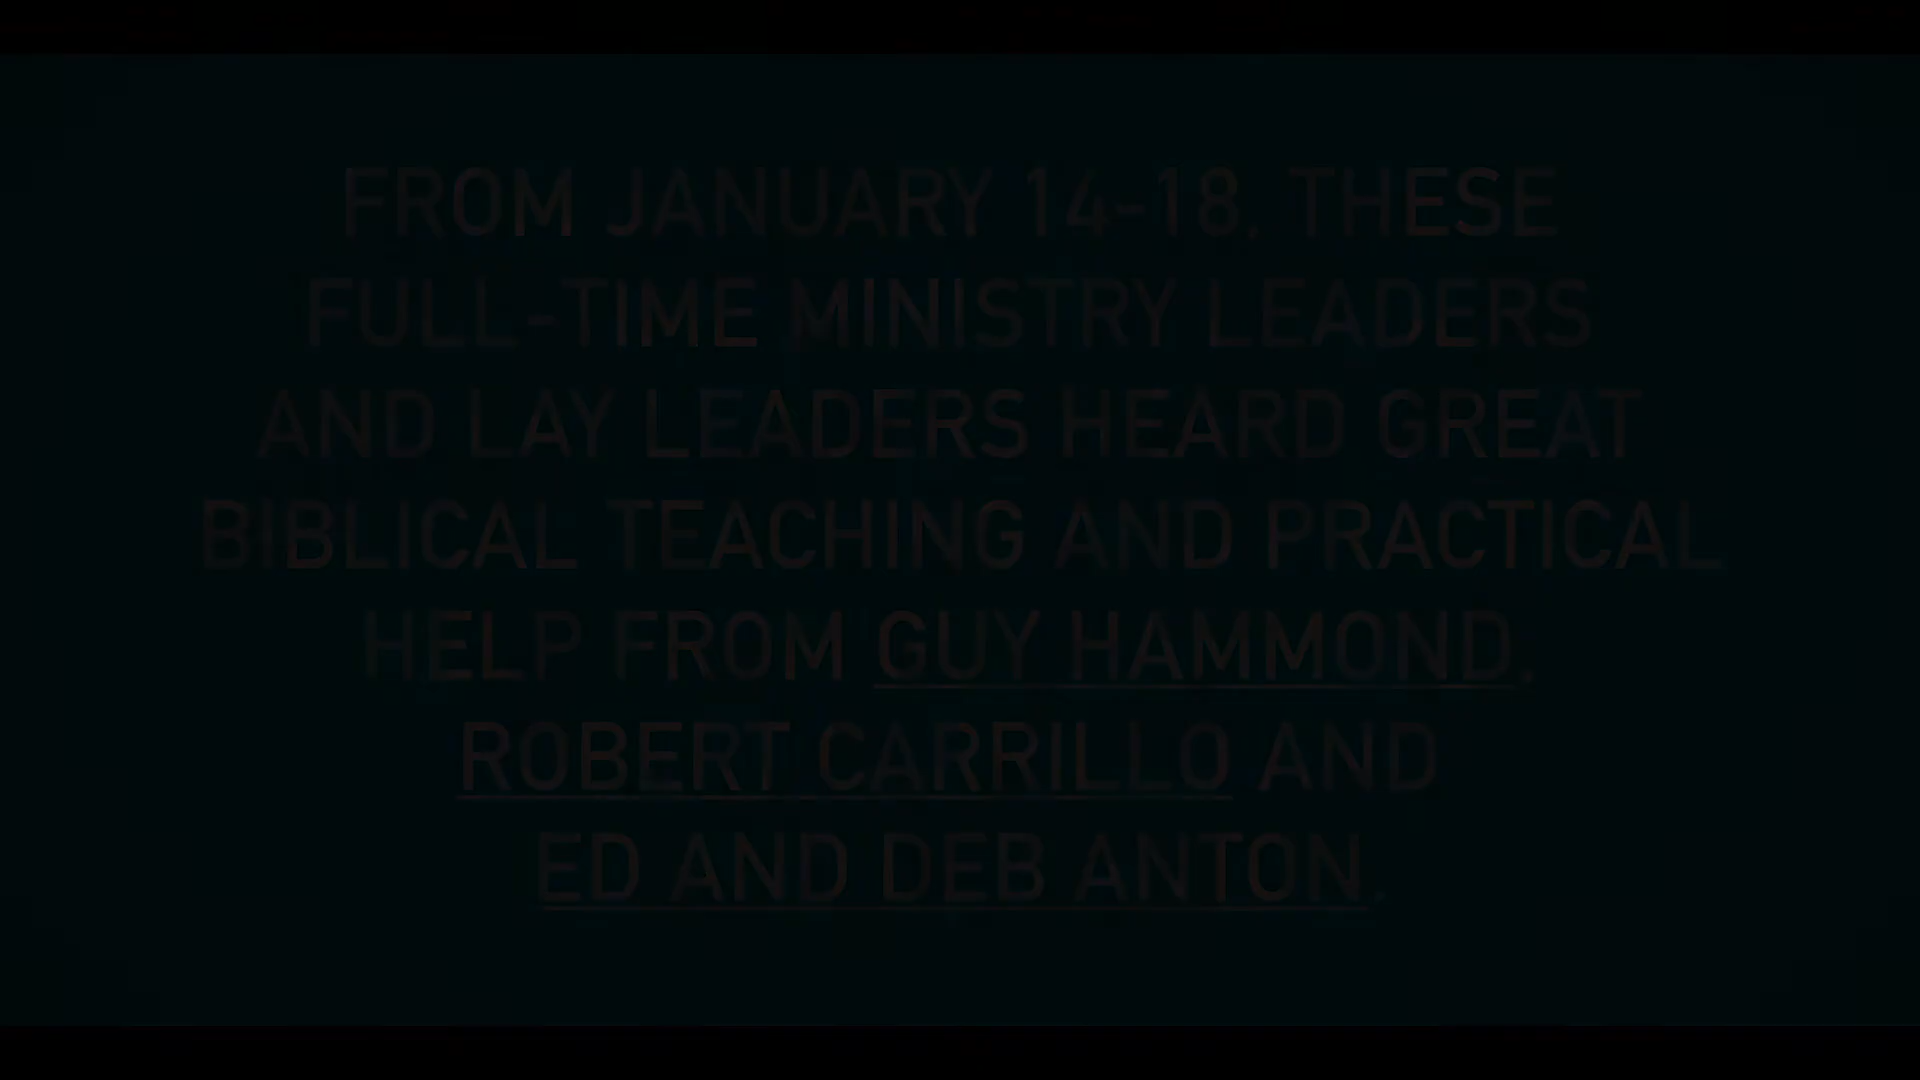 FROM JANUARY 14-18, THESE
FULL-TIME MINISTRY LEADERS
AND LAY LEADERS HEARD GREAT
BIBLICAL TEACHING AND PRACTICAL
HELP FROM GUY HAMMOND,
ROBERT CARRILLO AND
ED AND DEB ANTON.